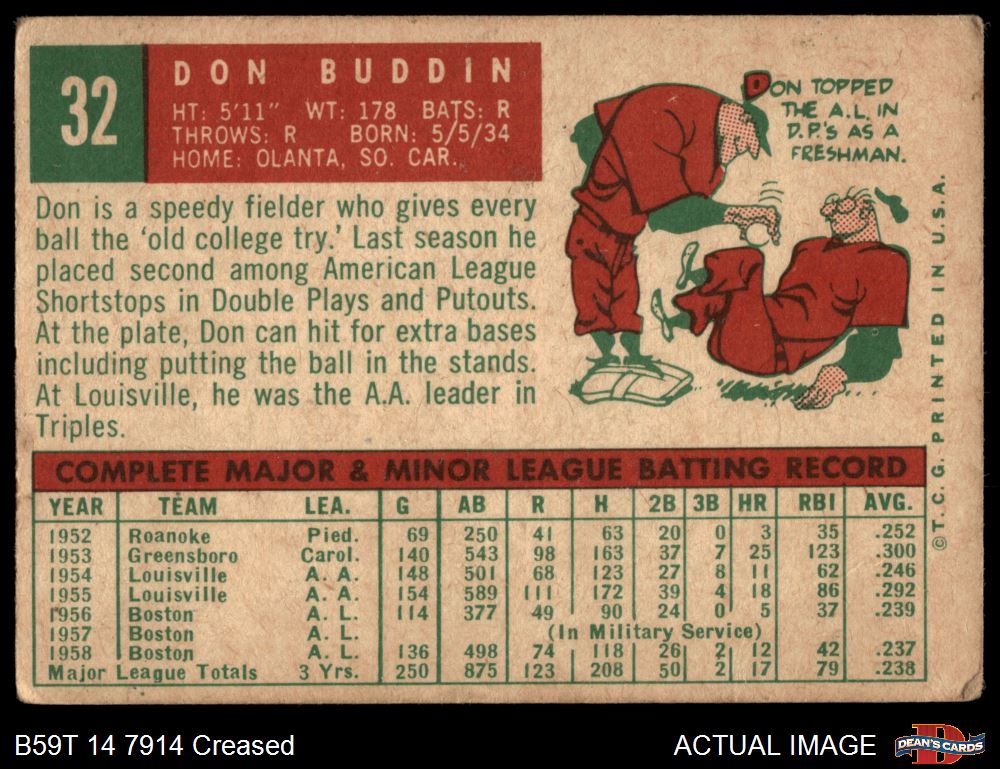 32
DON BUDDIN
HT: 5'11" WT: 178 BATS: R
THROWS: R BORN: 5/5/34
HOME: OLANTA, SO. CAR.
Don is a speedy fielder who gives every
ball the 'old college try.' Last season he
placed second among American League
Shortstops in Double Plays and Putouts.
At the plate, Don can hit for extra bases
including putting the ball in the stands.
At Louisville, he was the A.A. leader in
Triples.
DON TOPPED
THE A.L. IN
D.P.'S AS A
FRESHMAN.
© T. C. G. PRINTED IN U.S.A.
COMPLETE MAJOR & MINOR LEAGUE BATTING RECORD
YEAR TEAM LEA. G AB R H 2B 3B HR RBI AVG.
1952 Roanoke Pied. 69 250 41 63 20 0 3 35 .252
1953 Greensboro Carol. 140 543 98 163 37 7 25 123 .300
1954 Louisville A. A. 148 501 68 123 27 8 11 62 .246
1955 Louisville A. A. 154 589 111 172 39 4 18 86 .292
1956 Boston A. L. 114 377 49 90 24 0 5 37 .239
1957 Boston A. L. (In Military Service)
1958 Boston A. L. 136 498 74 118 26 2 12 42 .237
Major League Totals 3 Yrs. 250 875 123 208 50 2 17 79 .238
B59T 14 7914 Creased
ACTUAL IMAGE
DEAN'S CARDS